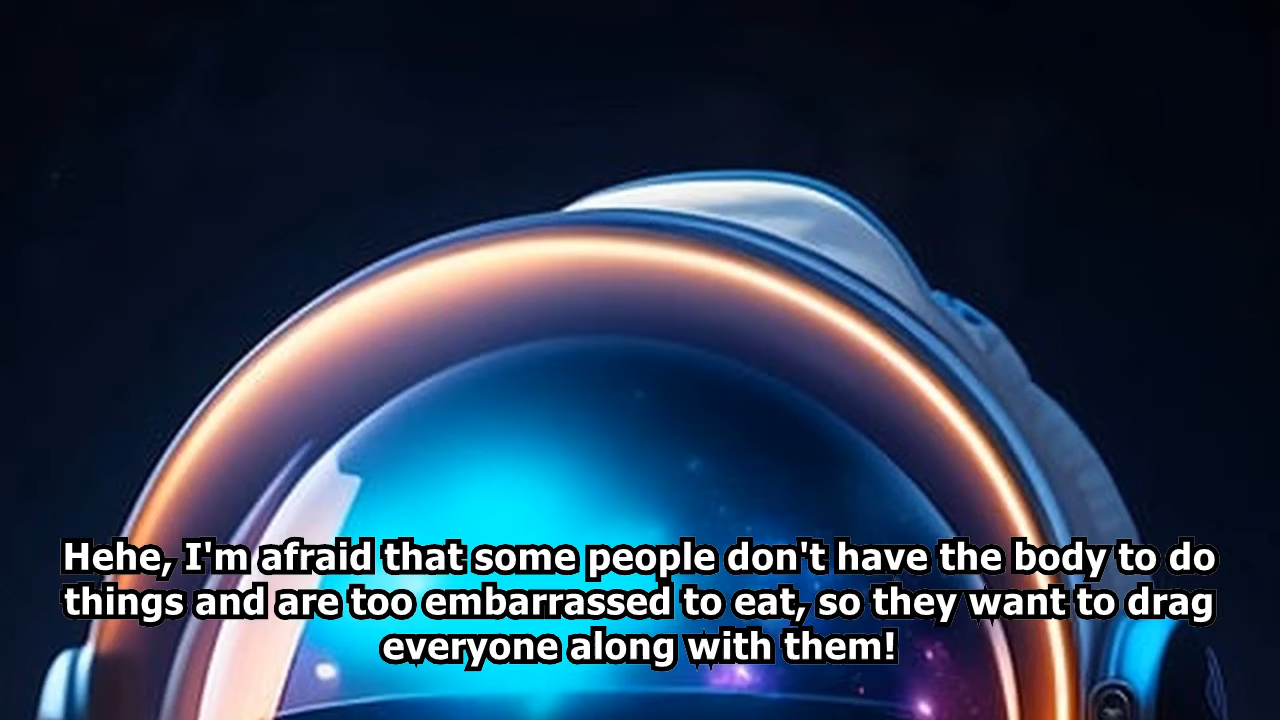 Hehe, I'm afraid that some people don't have the body to do
things and are too embarrassed to eat, so they want to drag
everyone along with them!